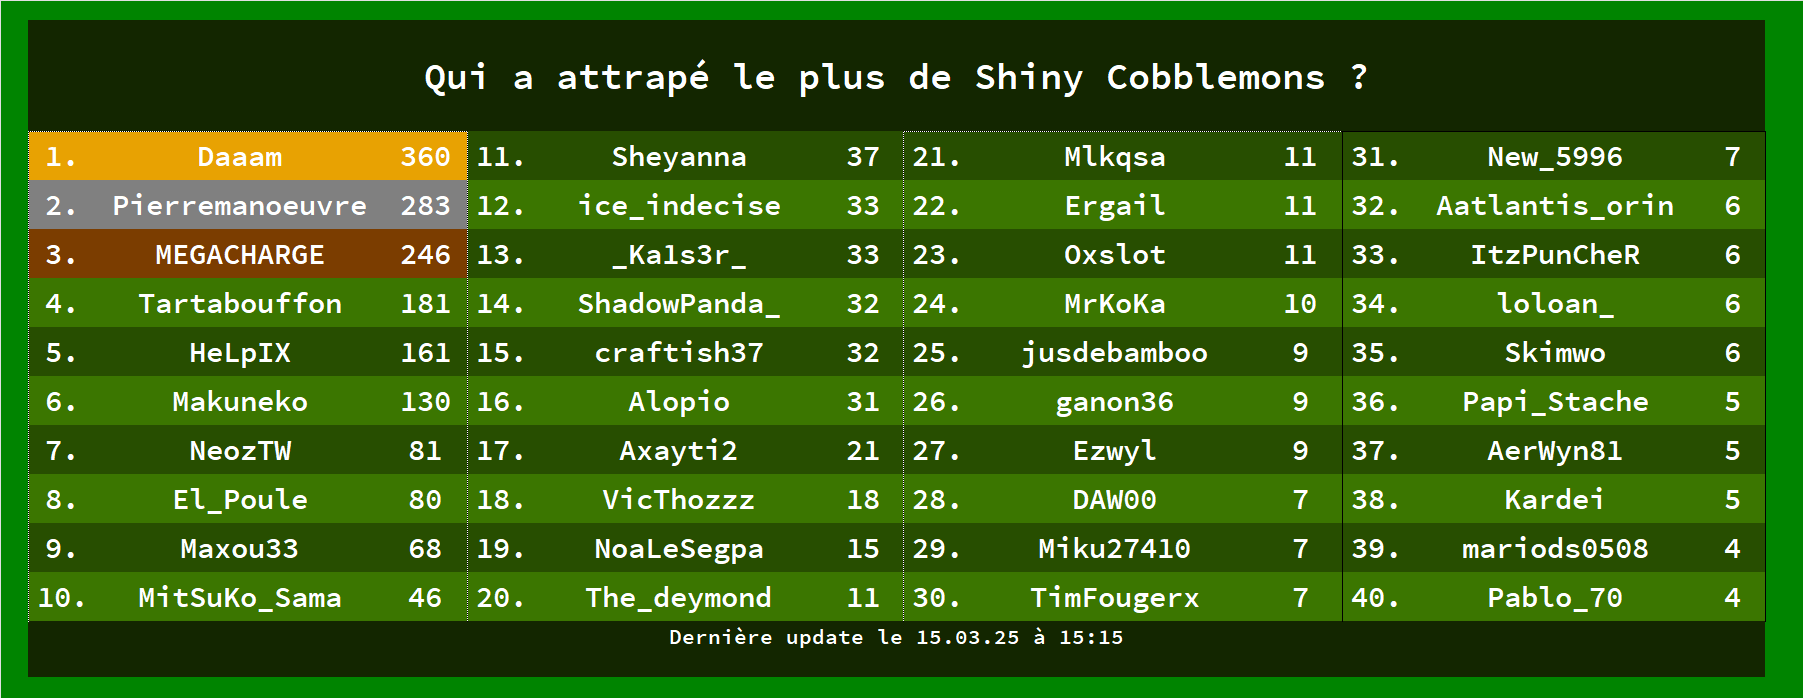 Qui a attrapé le plus de Shiny Cobblemons ?
1. Daaam 360 11. Sheyanna 37 21. Mlkqsa 11 31. New_5996 7
2. Pierremanoeuvre 283 12. ice_indecise 33 22. Ergail 11 32. Aatlantis_orin 6
3. MEGACHARGE 246 13. _Ka1s3r_ 33 23. Oxslot 11 33. ItzPunCheR 6
4. Tartabouffon 181 14. ShadowPanda_ 32 24. MrKoKa 10 34. loloan_ 6
5. HeLpIX 161 15. craftish37 32 25. jusdebamboo 9 35. Skimwo 6
6. Makuneko 130 16. Alopio 31 26. ganon36 9 36. Papi_Stache 5
7. NeozTW 81 17. Axayti2 21 27. Ezwyl 9 37. AerWyn81 5
8. El_Poule 80 18. VicThozzz 18 28. DAW00 7 38. Kardei 5
9. Maxou33 68 19. NoaLeSegpa 15 29. Miku27410 7 39. mariods0508 4
10. MitSuKo_Sama 46 20. The_deymond 11 30. TimFougerx 7 40. Pablo_70 4
Dernière update le 15.03.25 à 15:15